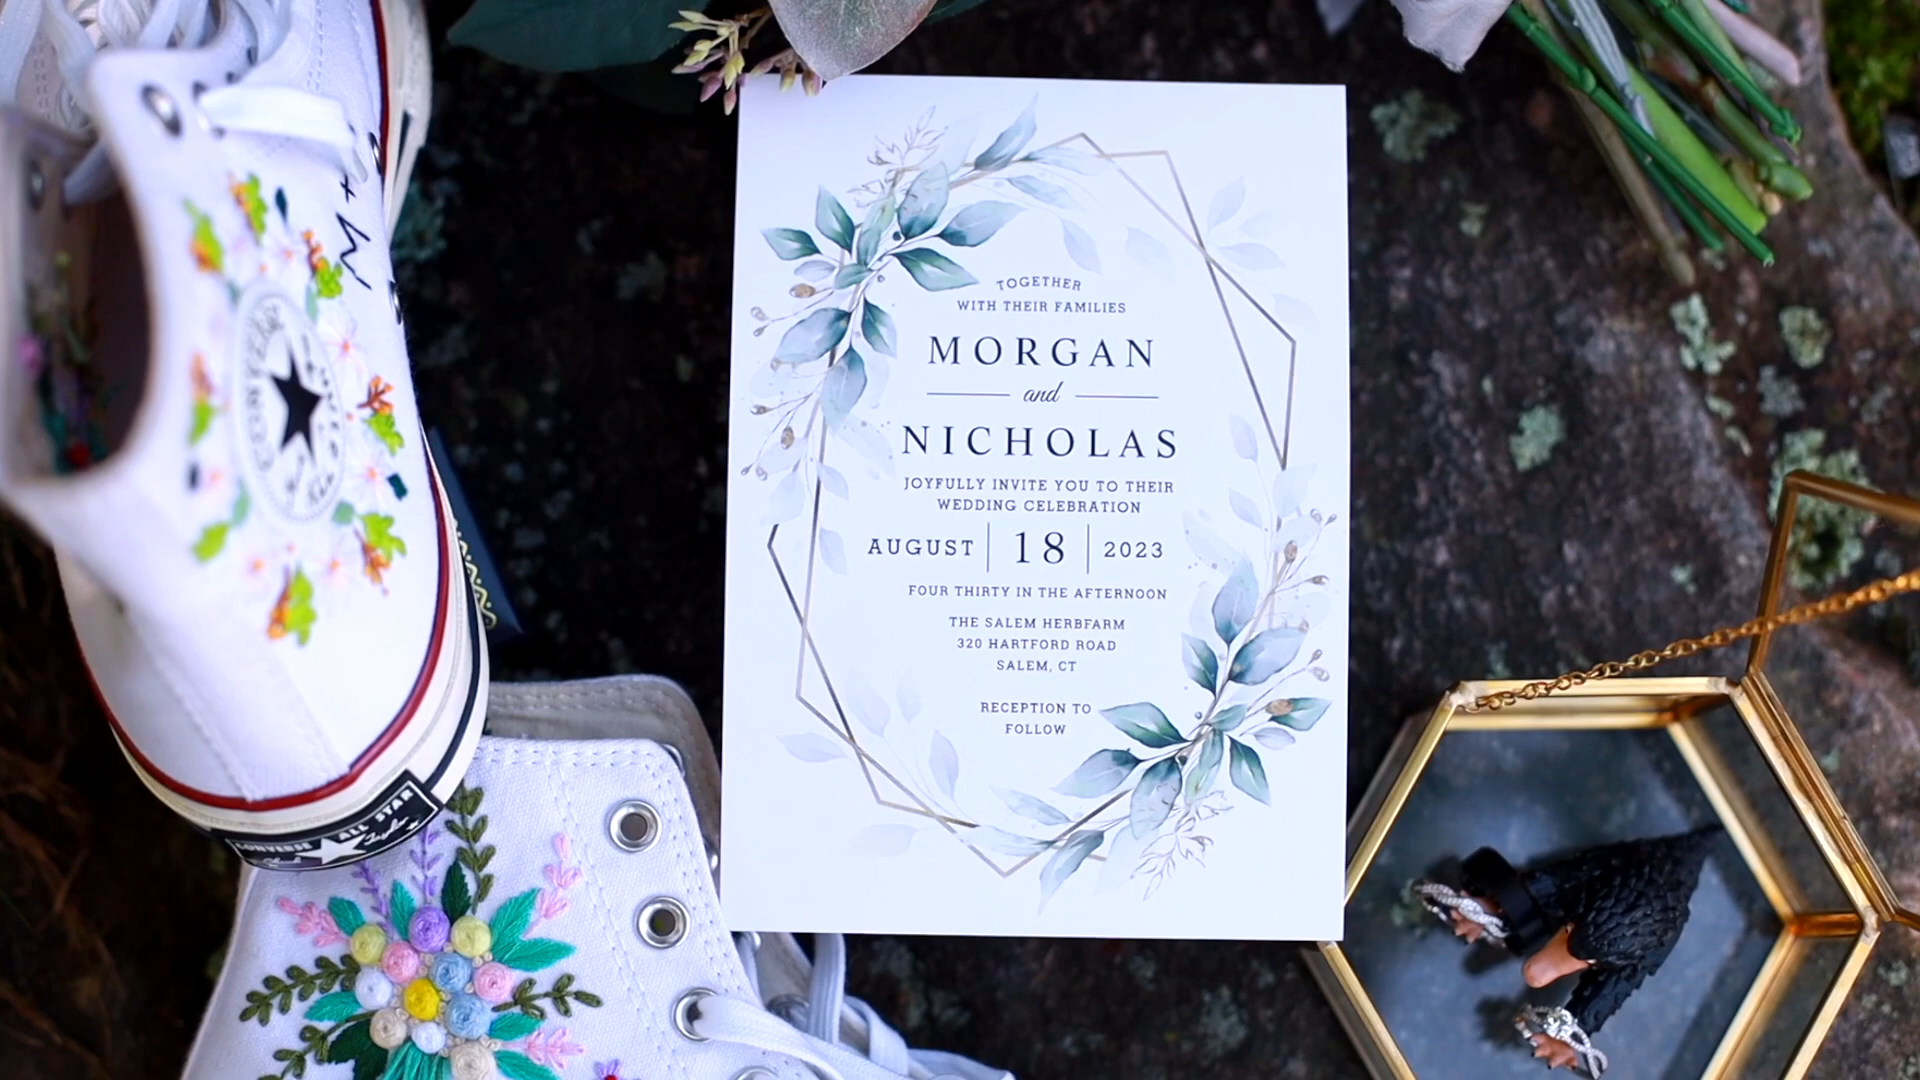 TOGETHER
WITH THEIR FAMILIES
MORGAN
and
NICHOLAS
JOYFULLY INVITE YOU TO THEIR
WEDDING CELEBRATION
AUGUST 18 2023
FOUR THIRTY IN THE AFTERNOON
THE SALEM HERBFARM
320 HARTFORD ROAD
SALEM, CT
RECEPTION TO
FOLLOW
CONVERSE ALL STAR